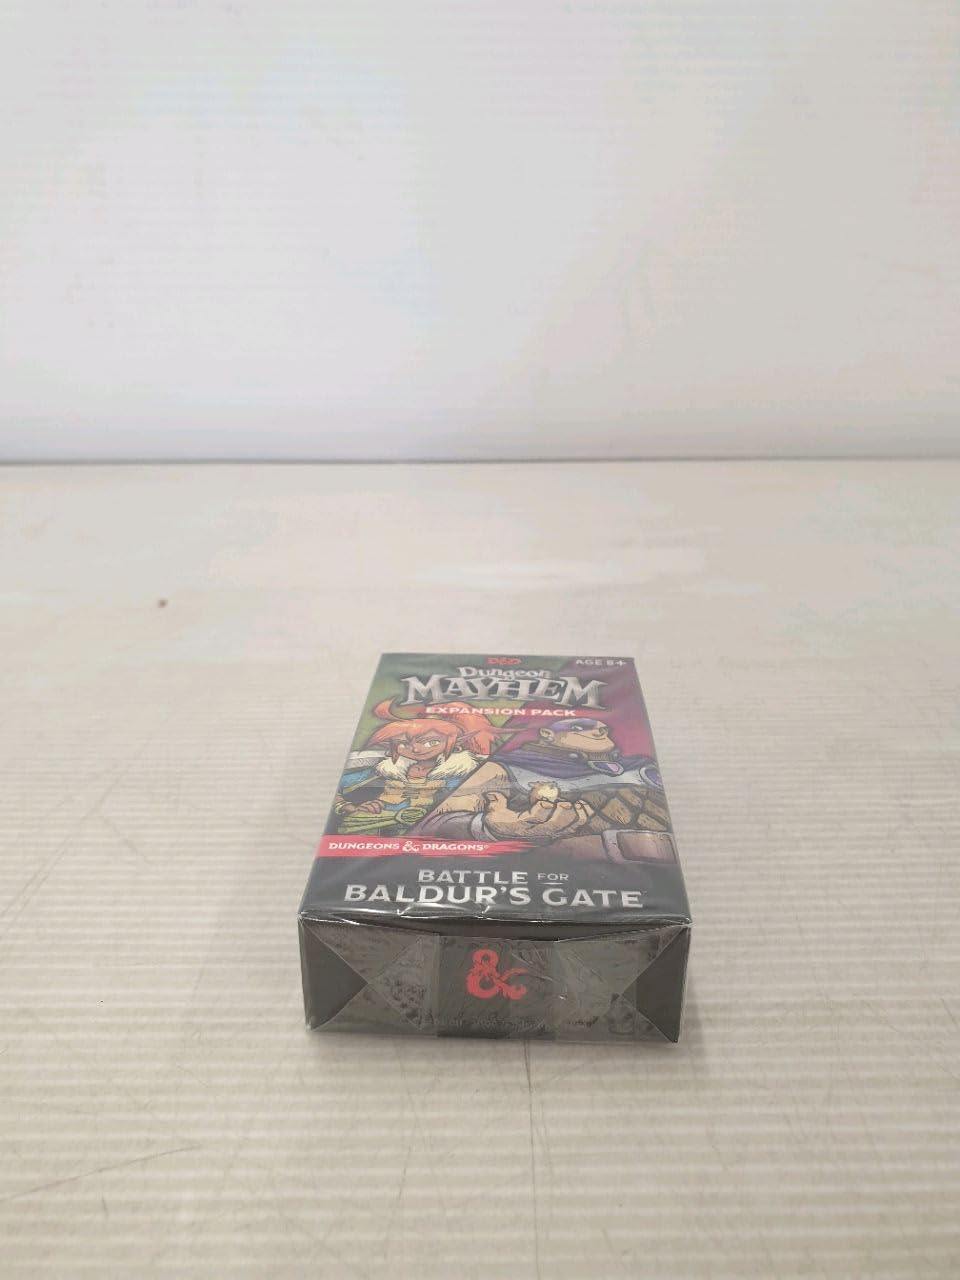 D&D
AGE 8+
Dungeon
MAYHEM
EXPANSION PACK
DUNGEONS & DRAGONS®
BATTLE FOR
BALDUR'S GATE
&